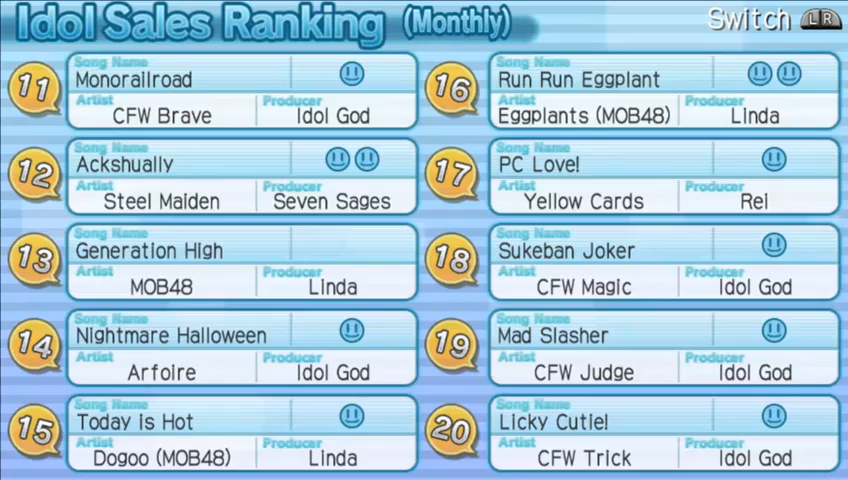 Idol Sales Ranking (Monthly)
Switch L R
11
Song Name
Monorailroad
Artist
Producer
CFW Brave
Idol God
12
Song Name
Ackshually
Artist
Producer
Steel Maiden
Seven Sages
13
Song Name
Generation High
Artist
Producer
MOB48
Linda
14
Song Name
Nightmare Halloween
Artist
Producer
Arfoire
Idol God
15
Song Name
Today is Hot
Artist
Producer
Dogoo (MOB48)
Linda
16
Song Name
Run Run Eggplant
Artist
Producer
Eggplants (MOB48)
Linda
17
Song Name
PC Love!
Artist
Producer
Yellow Cards
Rei
18
Song Name
Sukeban Joker
Artist
Producer
CFW Magic
Idol God
19
Song Name
Mad Slasher
Artist
Producer
CFW Judge
Idol God
20
Song Name
Licky Cutie!
Artist
Producer
CFW Trick
Idol God